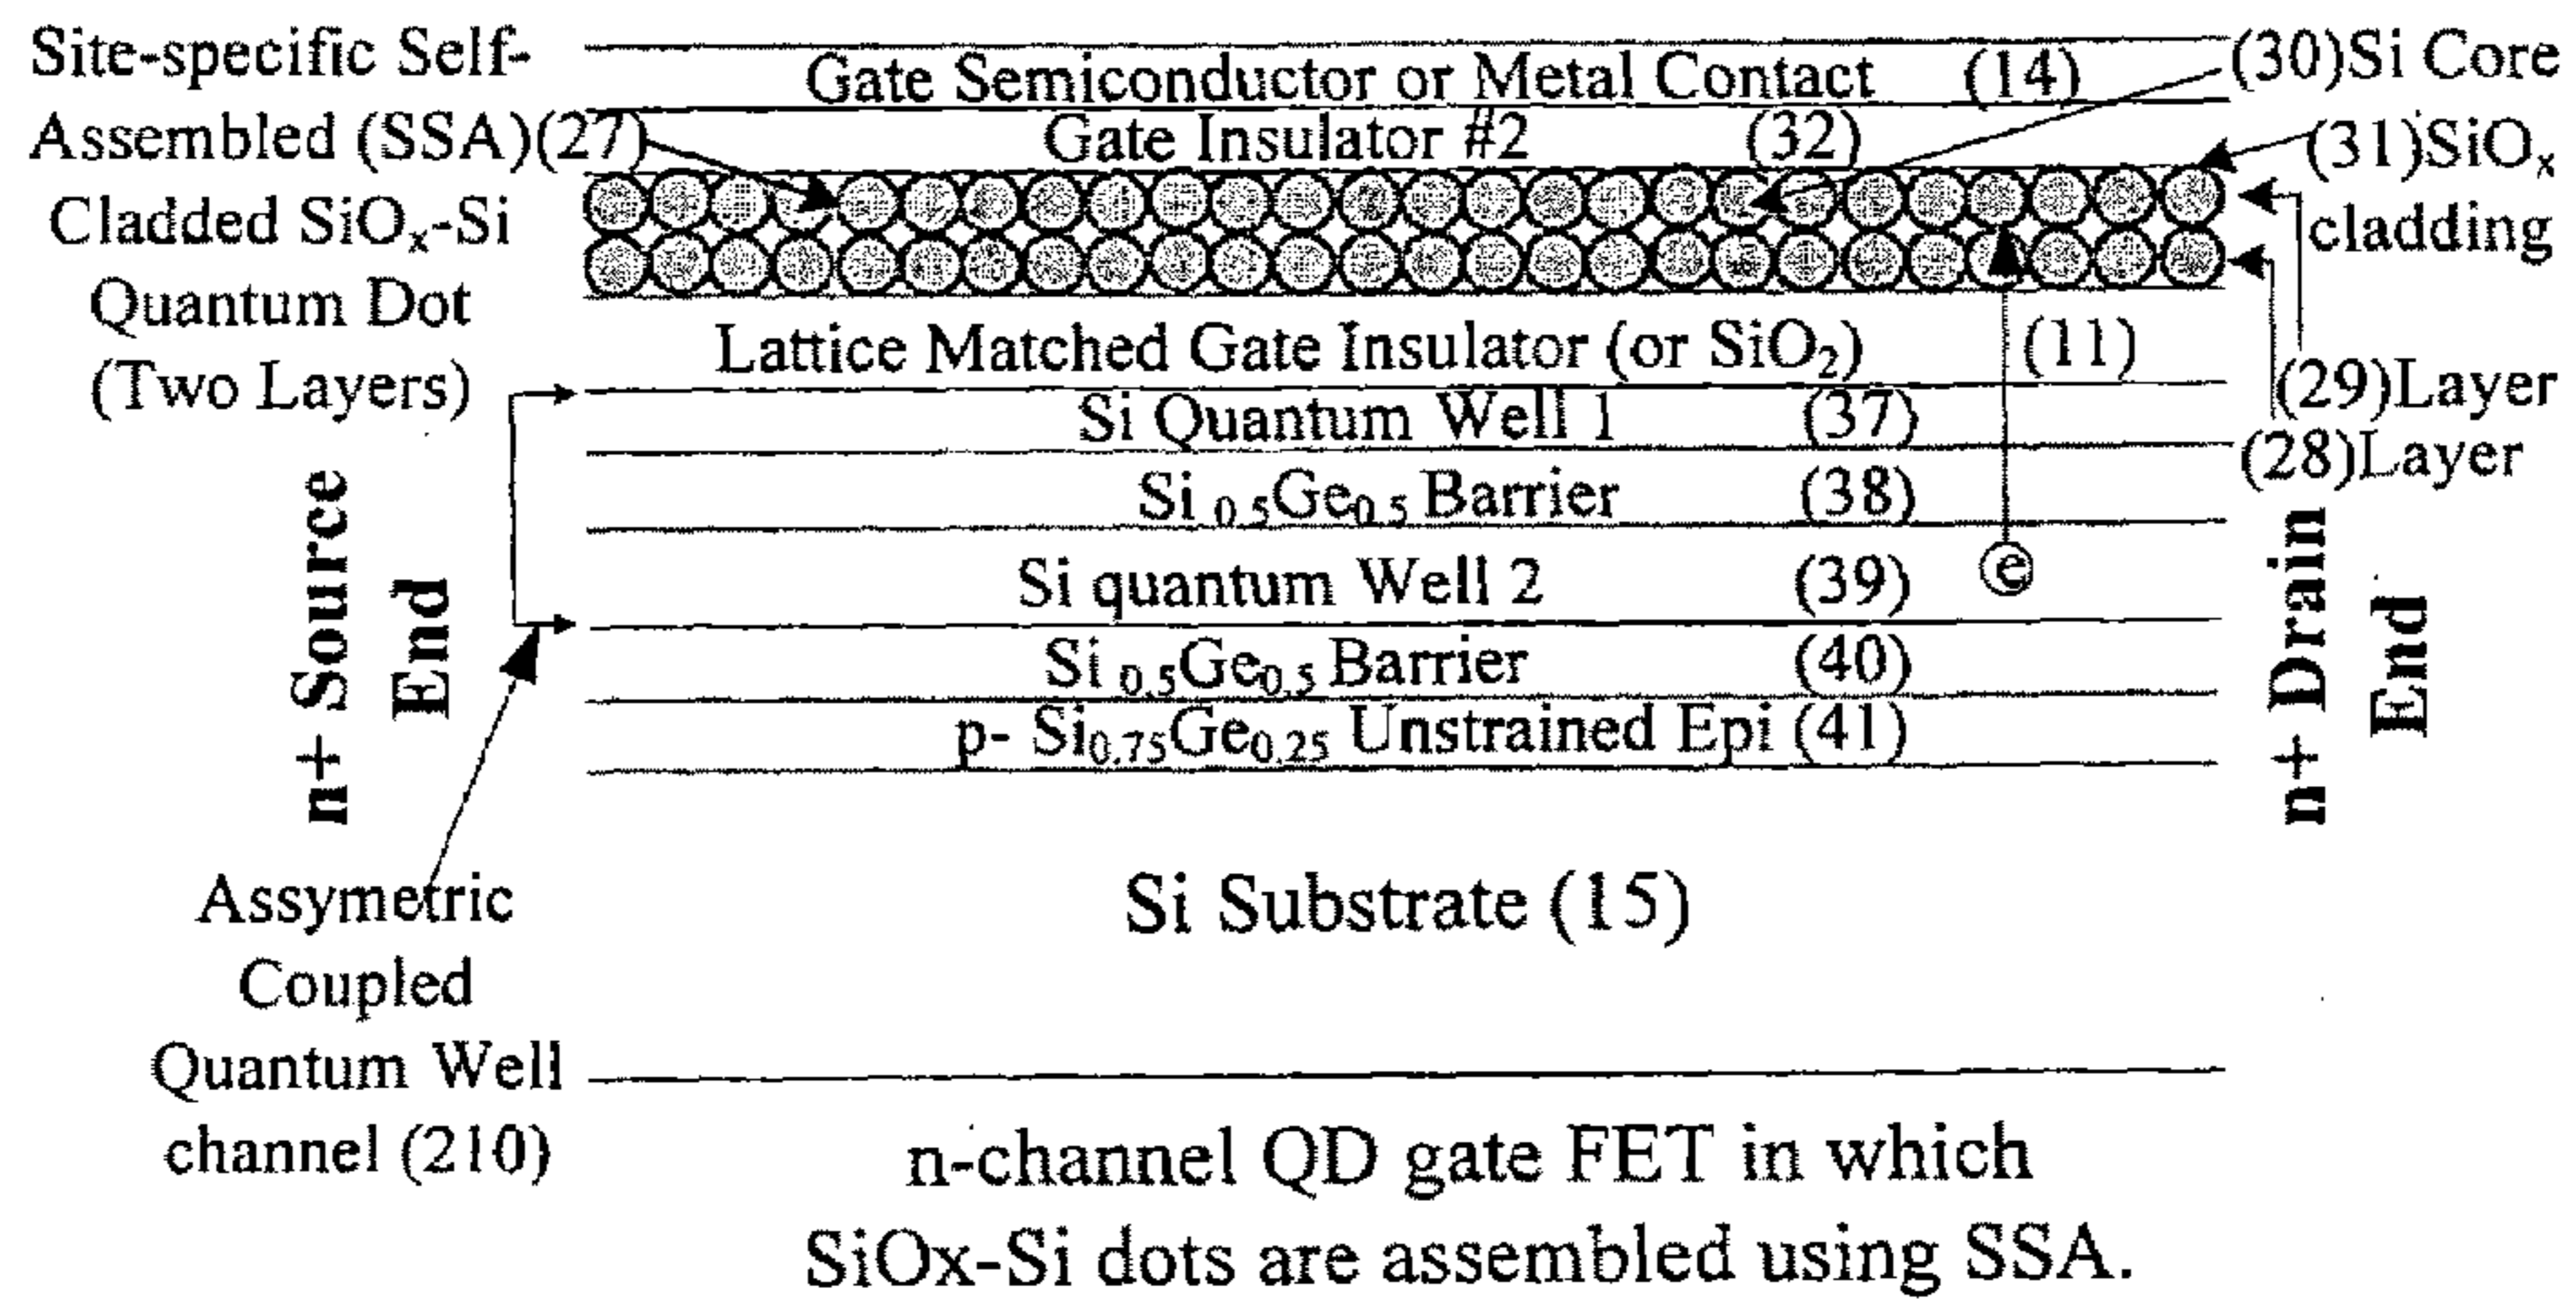 Site-specific Self-
Assembled (SSA)(27)
Cladded SiOₓ-Si
Quantum Dot
(Two Layers)
Gate Semiconductor or Metal Contact (14)
Gate Insulator #2 (32)
(30)Si Core
(31)SiOₓ
cladding
Lattice Matched Gate Insulator (or SiO₂) (11)
(29)Layer
(28)Layer
Si Quantum Well 1 (37)
Si ₀.₅Ge₀.₅ Barrier (38)
Si quantum Well 2 (39)
e
Si ₀.₅Ge₀.₅ Barrier (40)
p- Si₀.₇₅Ge₀.₂₅ Unstrained Epi (41)
n+ Source
End
n+ Drain
End
Si Substrate (15)
Assymetric
Coupled
Quantum Well
channel (210)
n-channel QD gate FET in which
SiOx-Si dots are assembled using SSA.